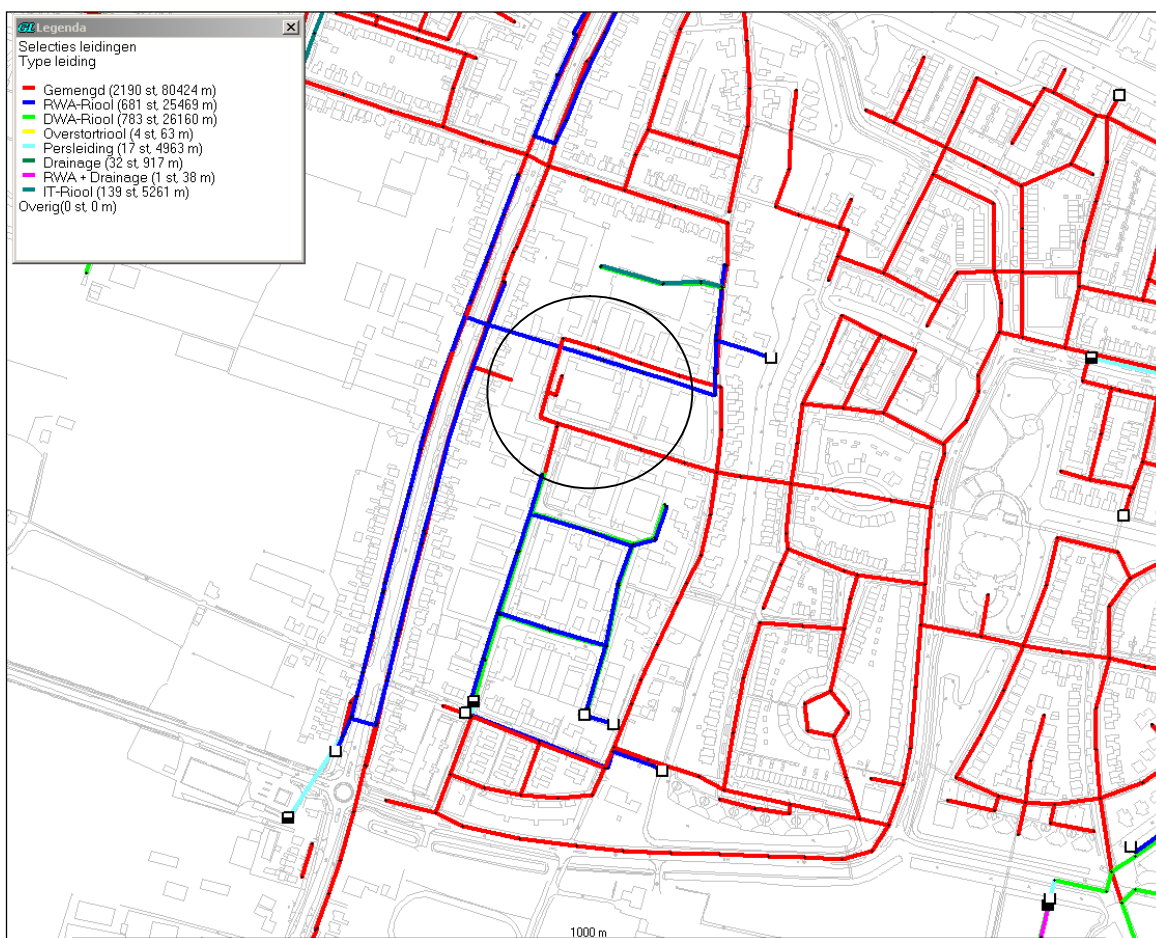 GL Legenda
Selecties leidingen
Type leiding
Gemengd (2190 st, 80424 m)
RWA-Riool (681 st, 25469 m)
DWA-Riool (783 st, 26160 m)
Overstortriool (4 st, 63 m)
Persleiding (17 st, 4963 m)
Drainage (32 st, 917 m)
RWA + Drainage (1 st, 38 m)
IT-Riool (139 st, 5261 m)
Overig(0 st, 0 m)
1000 m